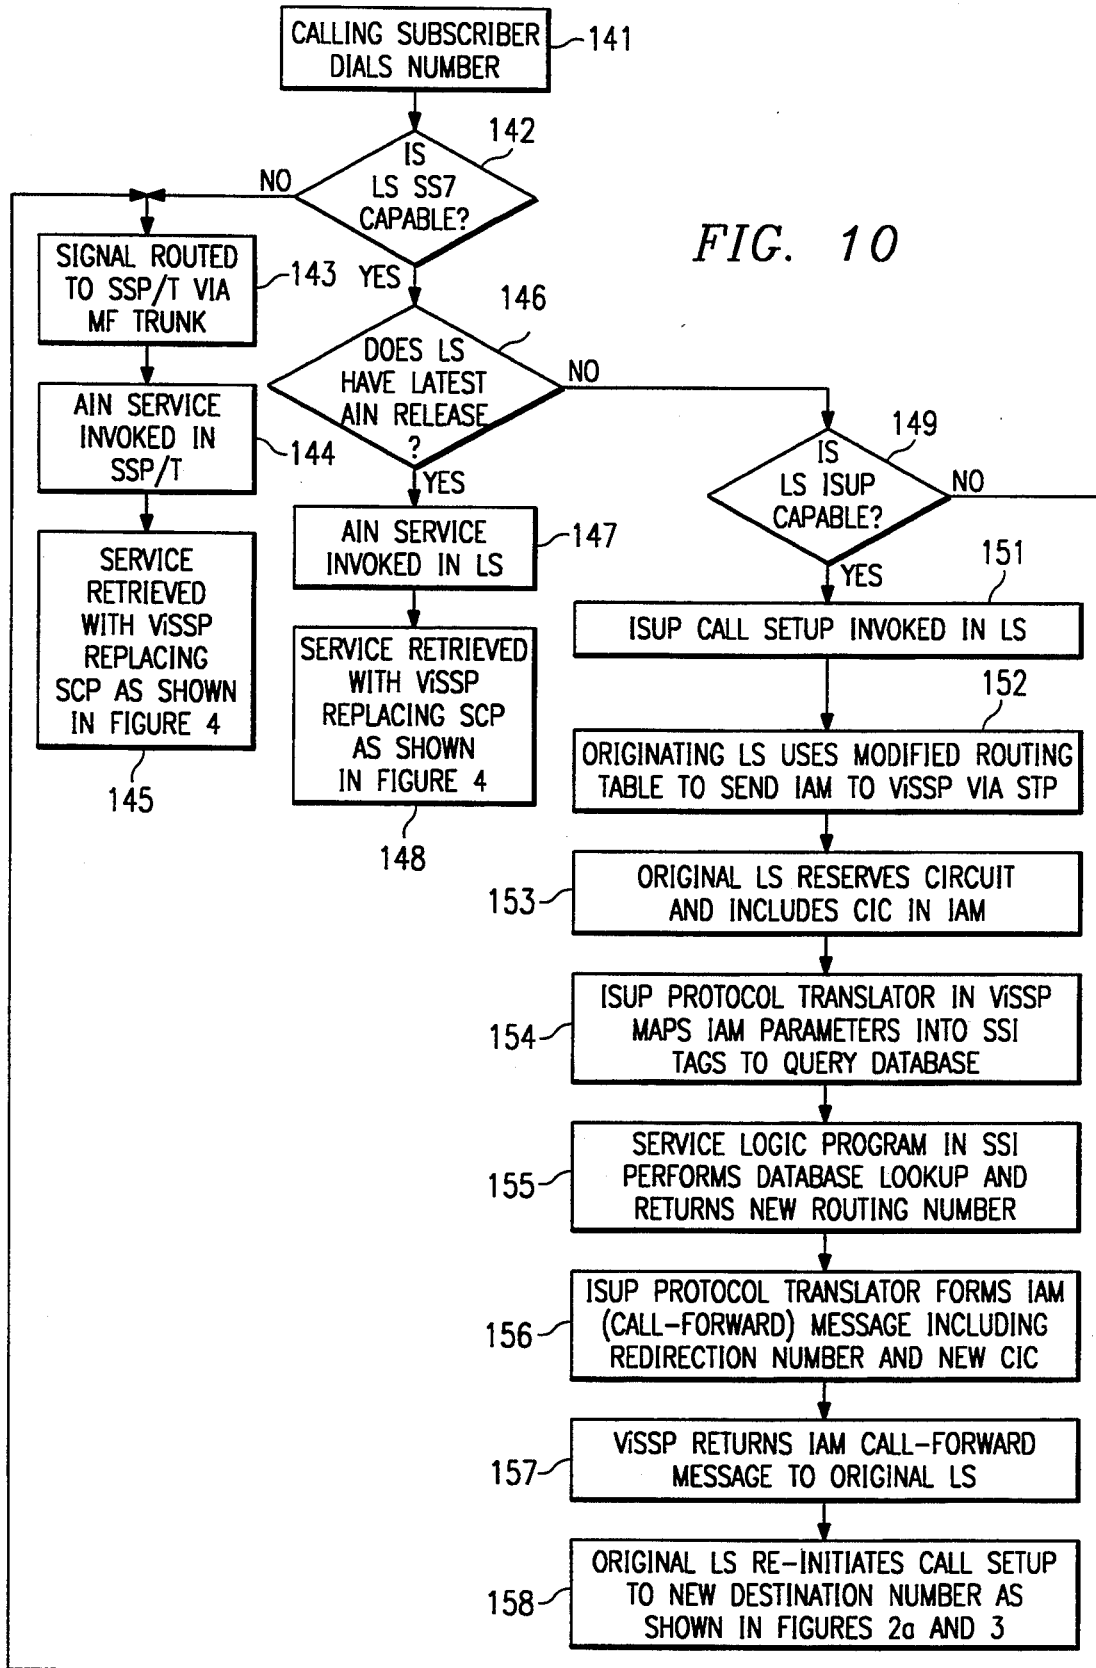 CALLING SUBSCRIBER
DIALS NUMBER
141
142
IS
LS SS7
CAPABLE?
NO
YES
FIG. 10
SIGNAL ROUTED
TO SSP/T VIA
MF TRUNK
143
AIN SERVICE
INVOKED IN
SSP/T
144
SERVICE
RETRIEVED
WITH ViSSP
REPLACING
SCP AS SHOWN
IN FIGURE 4
145
146
DOES LS
HAVE LATEST
AIN RELEASE
?
NO
YES
AIN SERVICE
INVOKED IN LS
147
SERVICE RETRIEVED
WITH ViSSP
REPLACING SCP
AS SHOWN
IN FIGURE 4
148
149
IS
LS ISUP
CAPABLE?
NO
YES
151
ISUP CALL SETUP INVOKED IN LS
152
ORIGINATING LS USES MODIFIED ROUTING
TABLE TO SEND IAM TO ViSSP VIA STP
153
ORIGINAL LS RESERVES CIRCUIT
AND INCLUDES CIC IN IAM
154
ISUP PROTOCOL TRANSLATOR IN ViSSP
MAPS IAM PARAMETERS INTO SSI
TAGS TO QUERY DATABASE
155
SERVICE LOGIC PROGRAM IN SSI
PERFORMS DATABASE LOOKUP AND
RETURNS NEW ROUTING NUMBER
156
ISUP PROTOCOL TRANSLATOR FORMS IAM
(CALL-FORWARD) MESSAGE INCLUDING
REDIRECTION NUMBER AND NEW CIC
157
ViSSP RETURNS IAM CALL-FORWARD
MESSAGE TO ORIGINAL LS
158
ORIGINAL LS RE-INITIATES CALL SETUP
TO NEW DESTINATION NUMBER AS
SHOWN IN FIGURES 2a AND 3